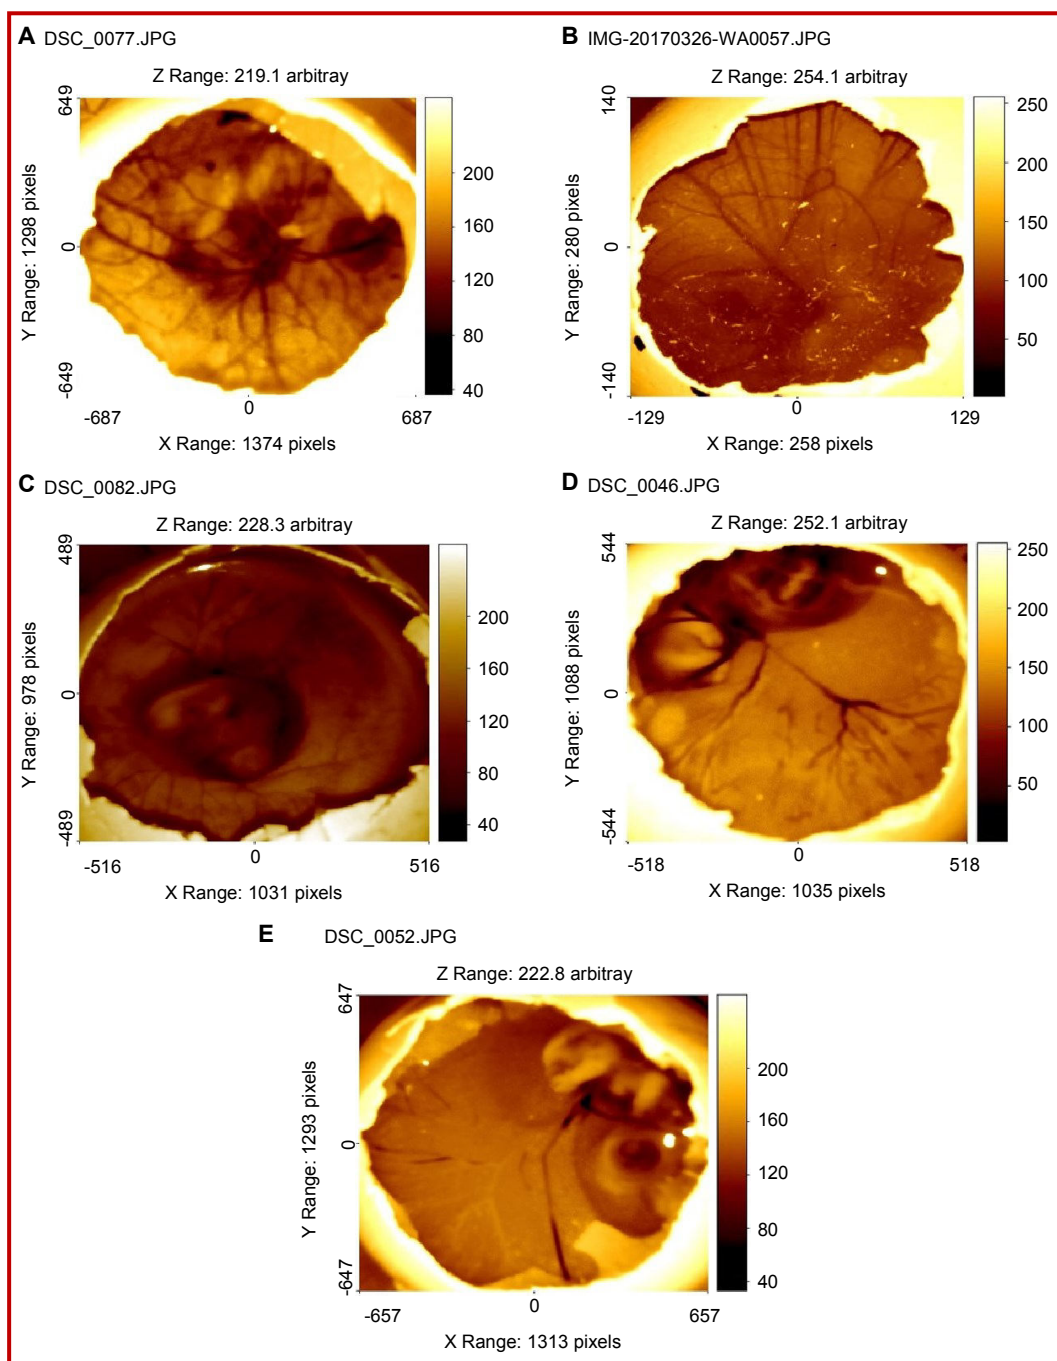 A DSC_0077.JPG
Z Range: 219.1 arbitray
649
0
-649
Y Range: 1298 pixels
-687
0
687
X Range: 1374 pixels
200
160
120
80
40
B IMG-20170326-WA0057.JPG
Z Range: 254.1 arbitray
140
0
-140
Y Range: 280 pixels
-129
0
129
X Range: 258 pixels
250
200
150
100
50
C DSC_0082.JPG
Z Range: 228.3 arbitray
489
0
-489
Y Range: 978 pixels
-516
0
516
X Range: 1031 pixels
200
160
120
80
40
D DSC_0046.JPG
Z Range: 252.1 arbitray
544
0
-544
Y Range: 1088 pixels
-518
0
518
X Range: 1035 pixels
250
200
150
100
50
E DSC_0052.JPG
Z Range: 222.8 arbitray
647
0
-647
Y Range: 1293 pixels
-657
0
657
X Range: 1313 pixels
200
160
120
80
40